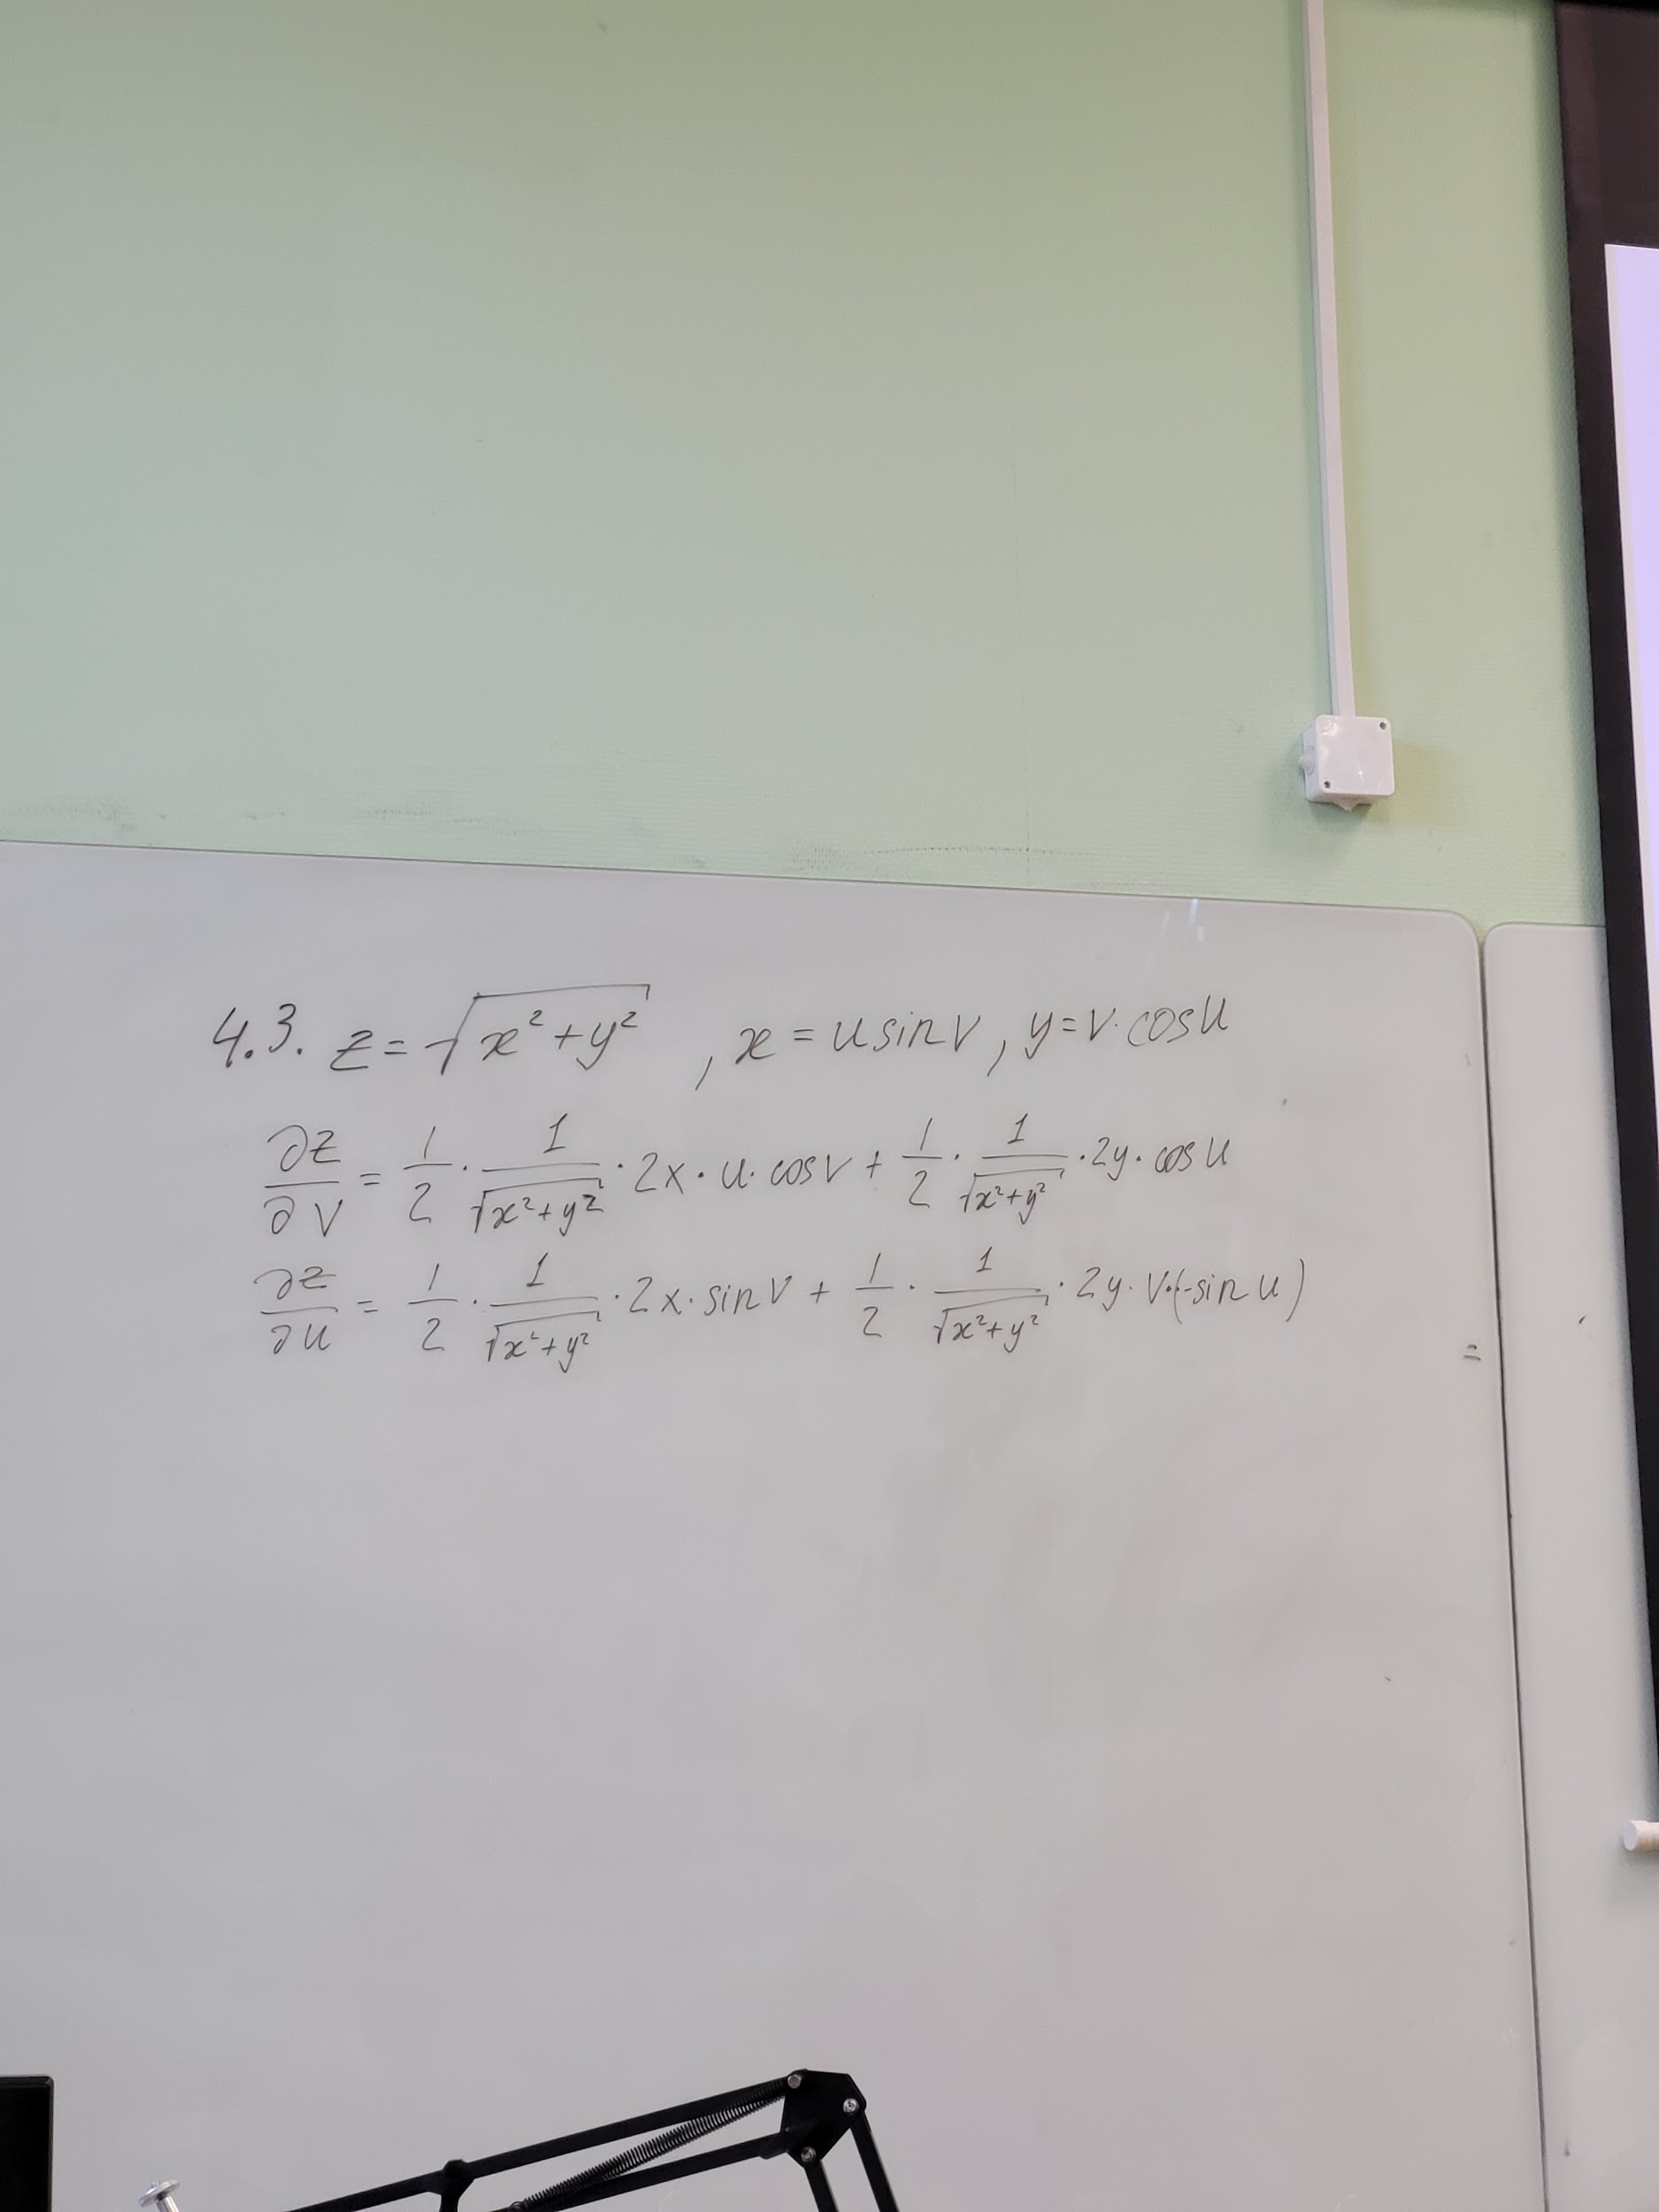 4.3. z = √(x² + y²) , x = u sin v , y = v · cos u
∂z/∂v = 1/2 · 1/√(x² + y²) · 2x · u · cos v + 1/2 · 1/√(x² + y²) · 2y · cos u
∂z/∂u = 1/2 · 1/√(x² + y²) · 2x · sin v + 1/2 · 1/√(x² + y²) · 2y · v · (-sin u)
=